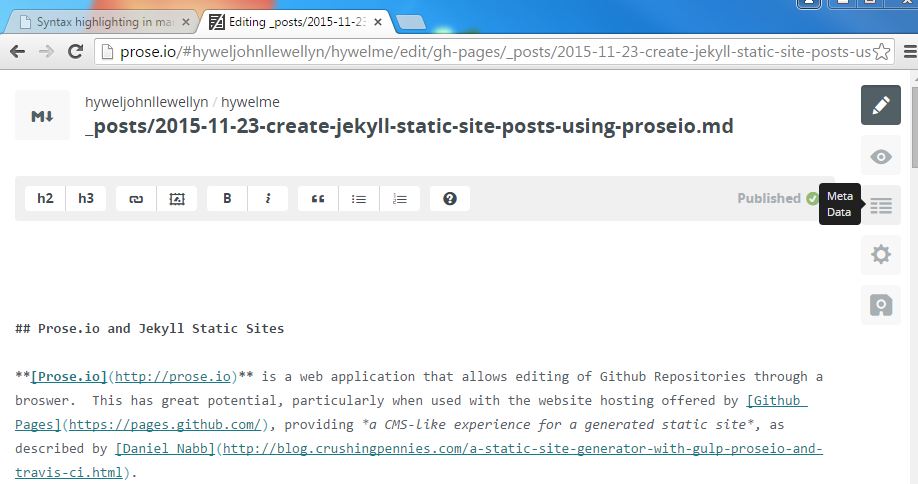 Syntax highlighting in ma
Editing _posts/2015-11-23
prose.io/#hyweljohnllewellyn/hywelme/edit/gh-pages/_posts/2015-11-23-create-jekyll-static-site-posts-us
M↓
hyweljohnllewellyn / hywelme
_posts/2015-11-23-create-jekyll-static-site-posts-using-proseio.md
h2 h3 B i “ ? Published
Meta
Data
## Prose.io and Jekyll Static Sites
**[Prose.io](http://prose.io)** is a web application that allows editing of Github Repositories through a
broswer.  This has great potential, particularly when used with the website hosting offered by [Github
Pages](https://pages.github.com/), providing *a CMS-like experience for a generated static site*, as
described by [Daniel Nabb](http://blog.crushingpennies.com/a-static-site-generator-with-gulp-proseio-and-
travis-ci.html).